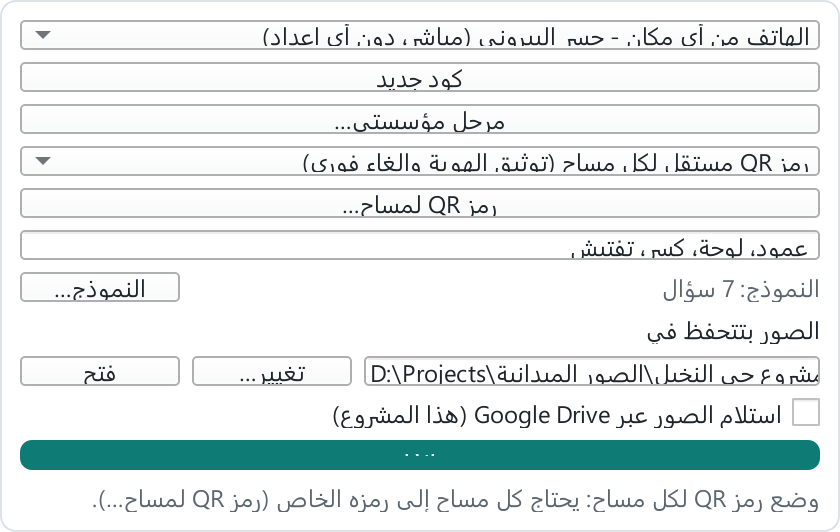 الهاتف من أي مكان - جسر البيروني (مباشر، دون أي اعداد)
كود جديد
مرحل مؤسستي...
رمز QR مستقل لكل مساح (توثيق الهوية والغاء فوري)
رمز QR لمساح...
عمود، لوحة، كسر، تفتيش
النموذج: 7 سؤال
النموذج...
الصور بتتحفظ في
D:\Projects\مشروع حي النخيل\الصور الميدانية
تغيير...
فتح
استلام الصور عبر Google Drive (هذا المشروع)
وضع رمز QR لكل مساح: يحتاج كل مساح إلى رمزه الخاص (رمز QR لمساح...).